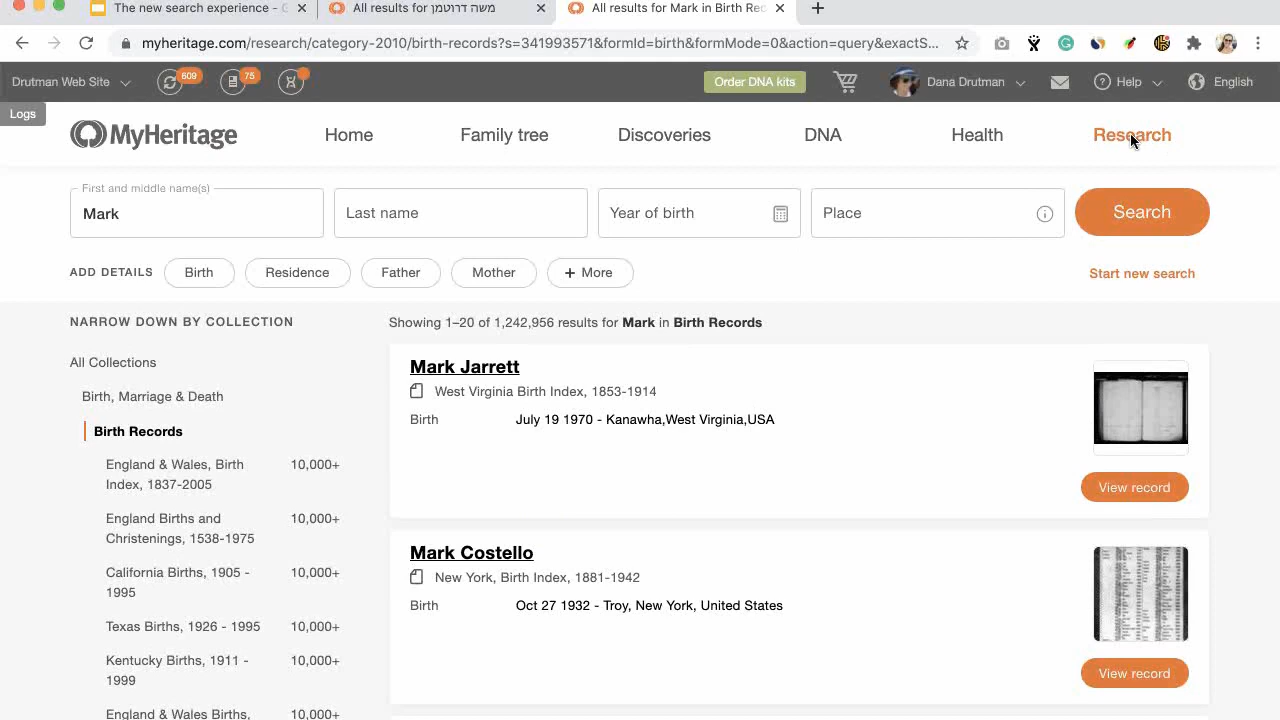 The new search experience - G
All results for משה דרוטמן
All results for Mark in Birth Rec
myheritage.com/research/category-2010/birth-records?s=341993571&formId=birth&formMode=0&action=query&exactS...
Drutman Web Site
609
75
Order DNA kits
Dana Drutman
Help
English
Logs
MyHeritage
Home
Family tree
Discoveries
DNA
Health
Research
First and middle name(s)
Mark
Last name
Year of birth
Place
Search
ADD DETAILS
Birth
Residence
Father
Mother
+ More
Start new search
NARROW DOWN BY COLLECTION
Showing 1–20 of 1,242,956 results for Mark in Birth Records
All Collections
Birth, Marriage & Death
Birth Records
England & Wales, Birth 10,000+
Index, 1837-2005
England Births and 10,000+
Christenings, 1538-1975
California Births, 1905 - 10,000+
1995
Texas Births, 1926 - 1995 10,000+
Kentucky Births, 1911 - 10,000+
1999
England & Wales Births, 10,000+
Mark Jarrett
West Virginia Birth Index, 1853-1914
Birth July 19 1970 - Kanawha,West Virginia,USA
View record
Mark Costello
New York, Birth Index, 1881-1942
Birth Oct 27 1932 - Troy, New York, United States
View record